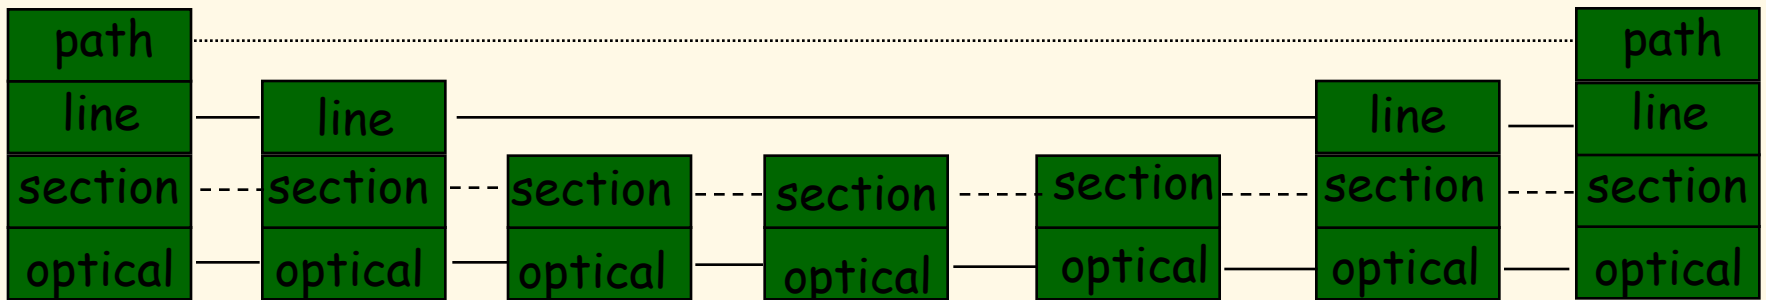 path path
line line line line
section section section section section section section
optical optical optical optical optical optical optical